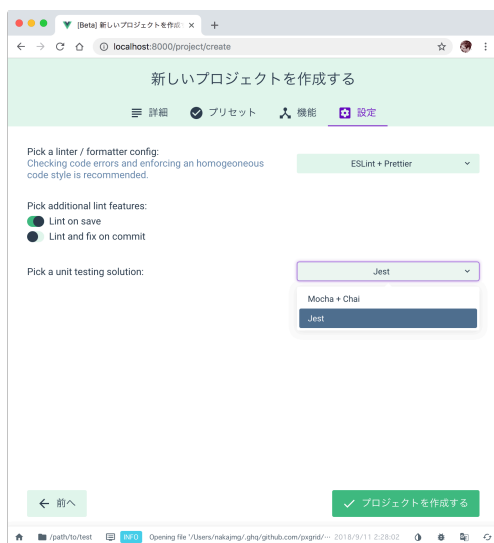 [Beta] 新しいプロジェクトを作成
localhost:8000/project/create
新しいプロジェクトを作成する
詳細
プリセット
機能
設定
Pick a linter / formatter config:
Checking code errors and enforcing an homogeoneous
code style is recommended.
ESLint + Prettier
Pick additional lint features:
Lint on save
Lint and fix on commit
Pick a unit testing solution:
Jest
Mocha + Chai
Jest
前へ
プロジェクトを作成する
/path/to/test
INFO
Opening file '/Users/nakajmg/.ghq/github.com/pxgrid/···
2018/9/11 2:28:02